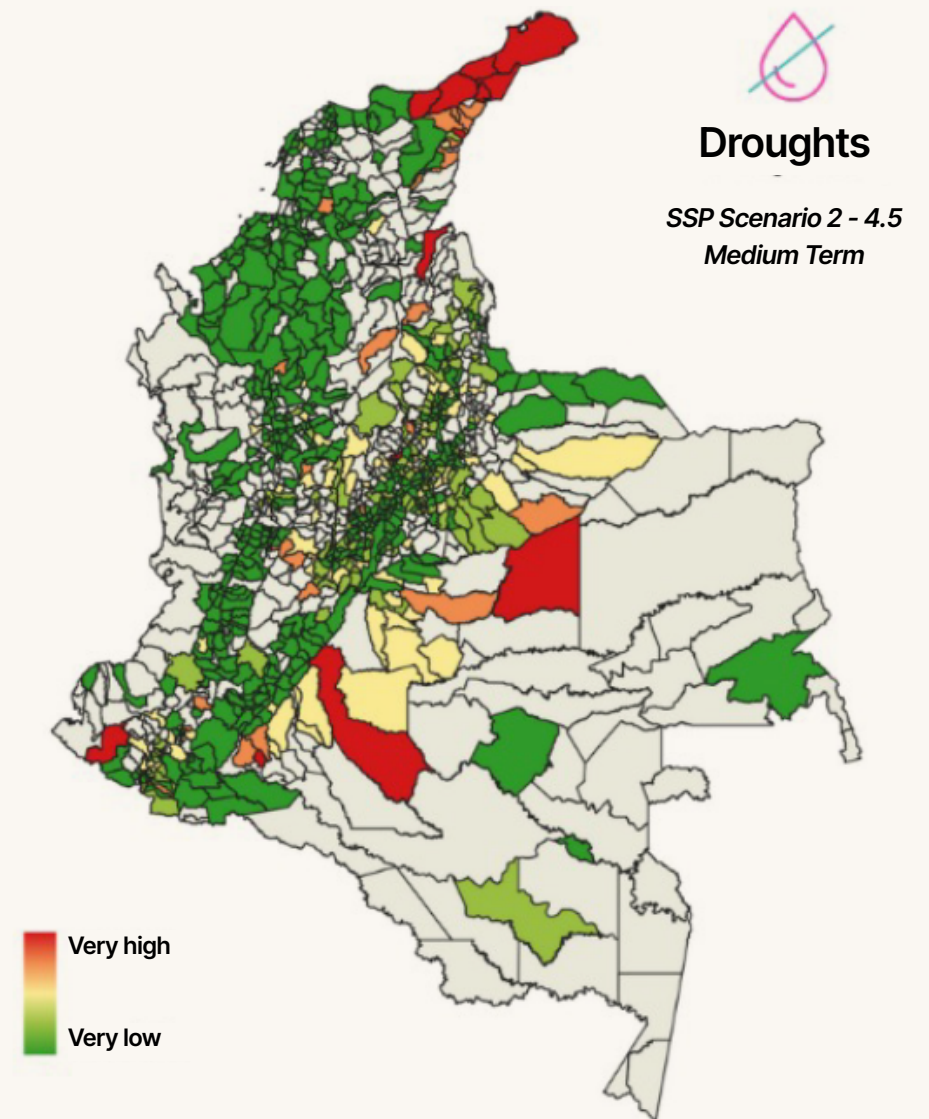 Droughts
-
SSP Scenario 2 - 4.5
Medium Term
Very high
Very low